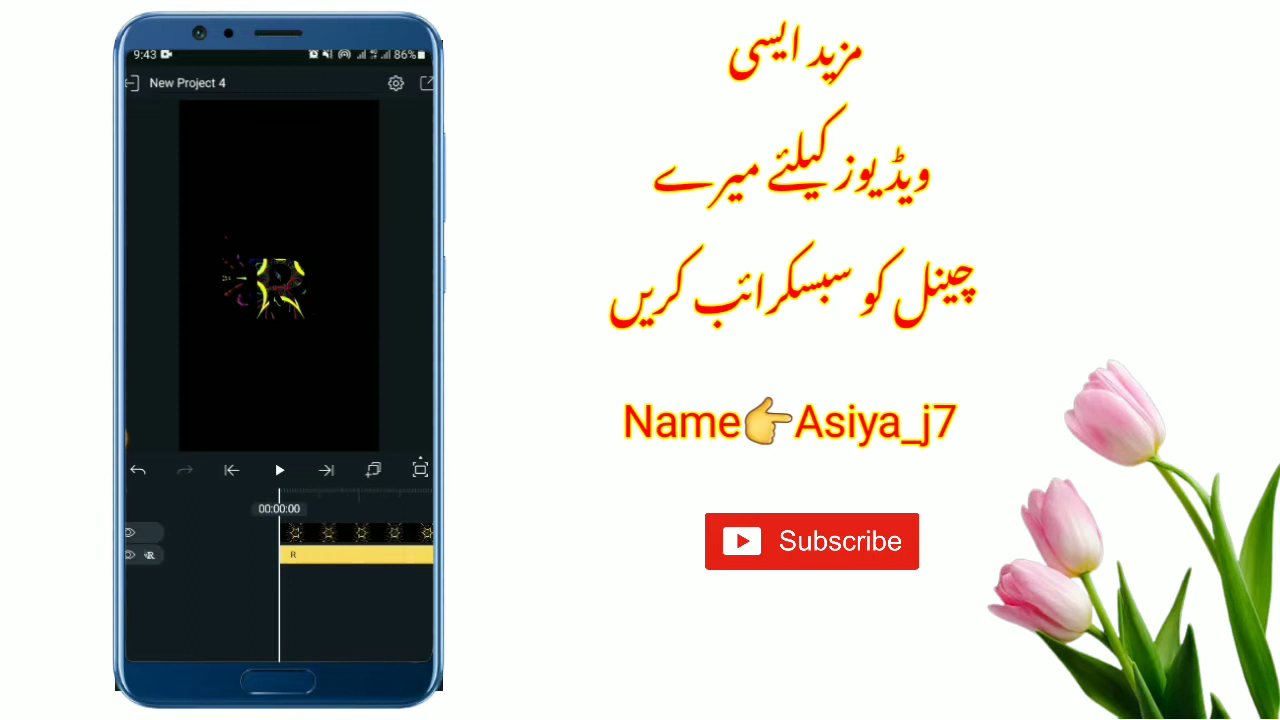 9:43 86%
New Project 4
00:00:00
R
R
مزید ایسی
ویڈیوز کیلئے میرے
چینل کو سبسکرائب کریں
Name👉Asiya_j7
Subscribe